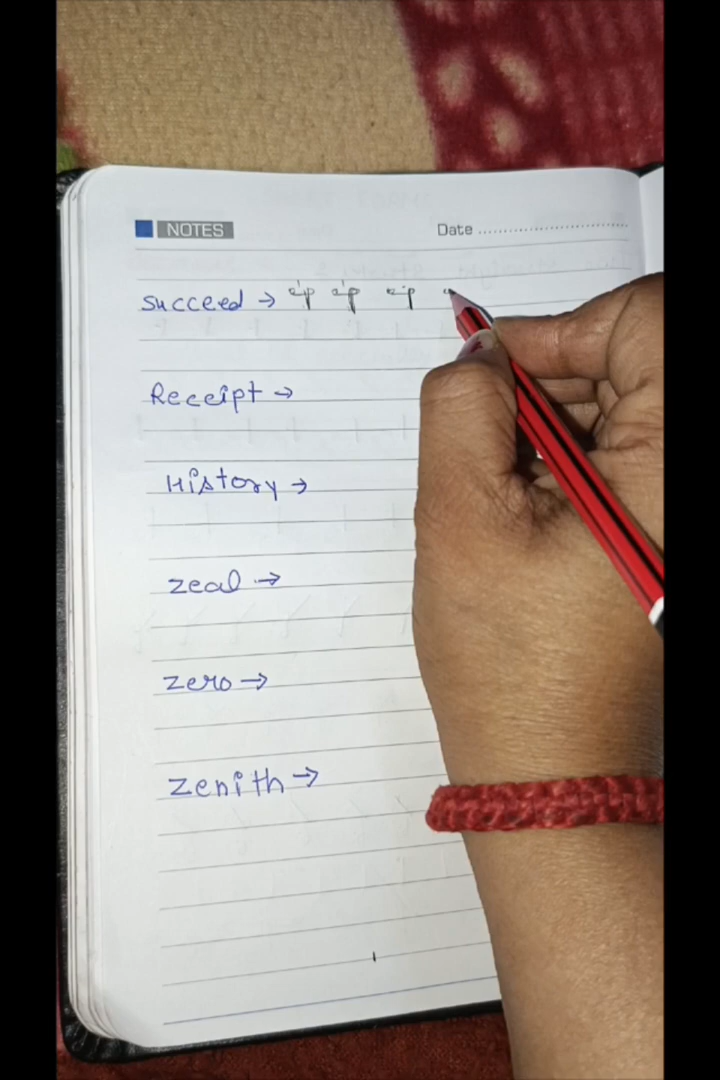 NOTES Date
Succeed →
Receipt →
History →
Zeal →
Zero →
Zenith →